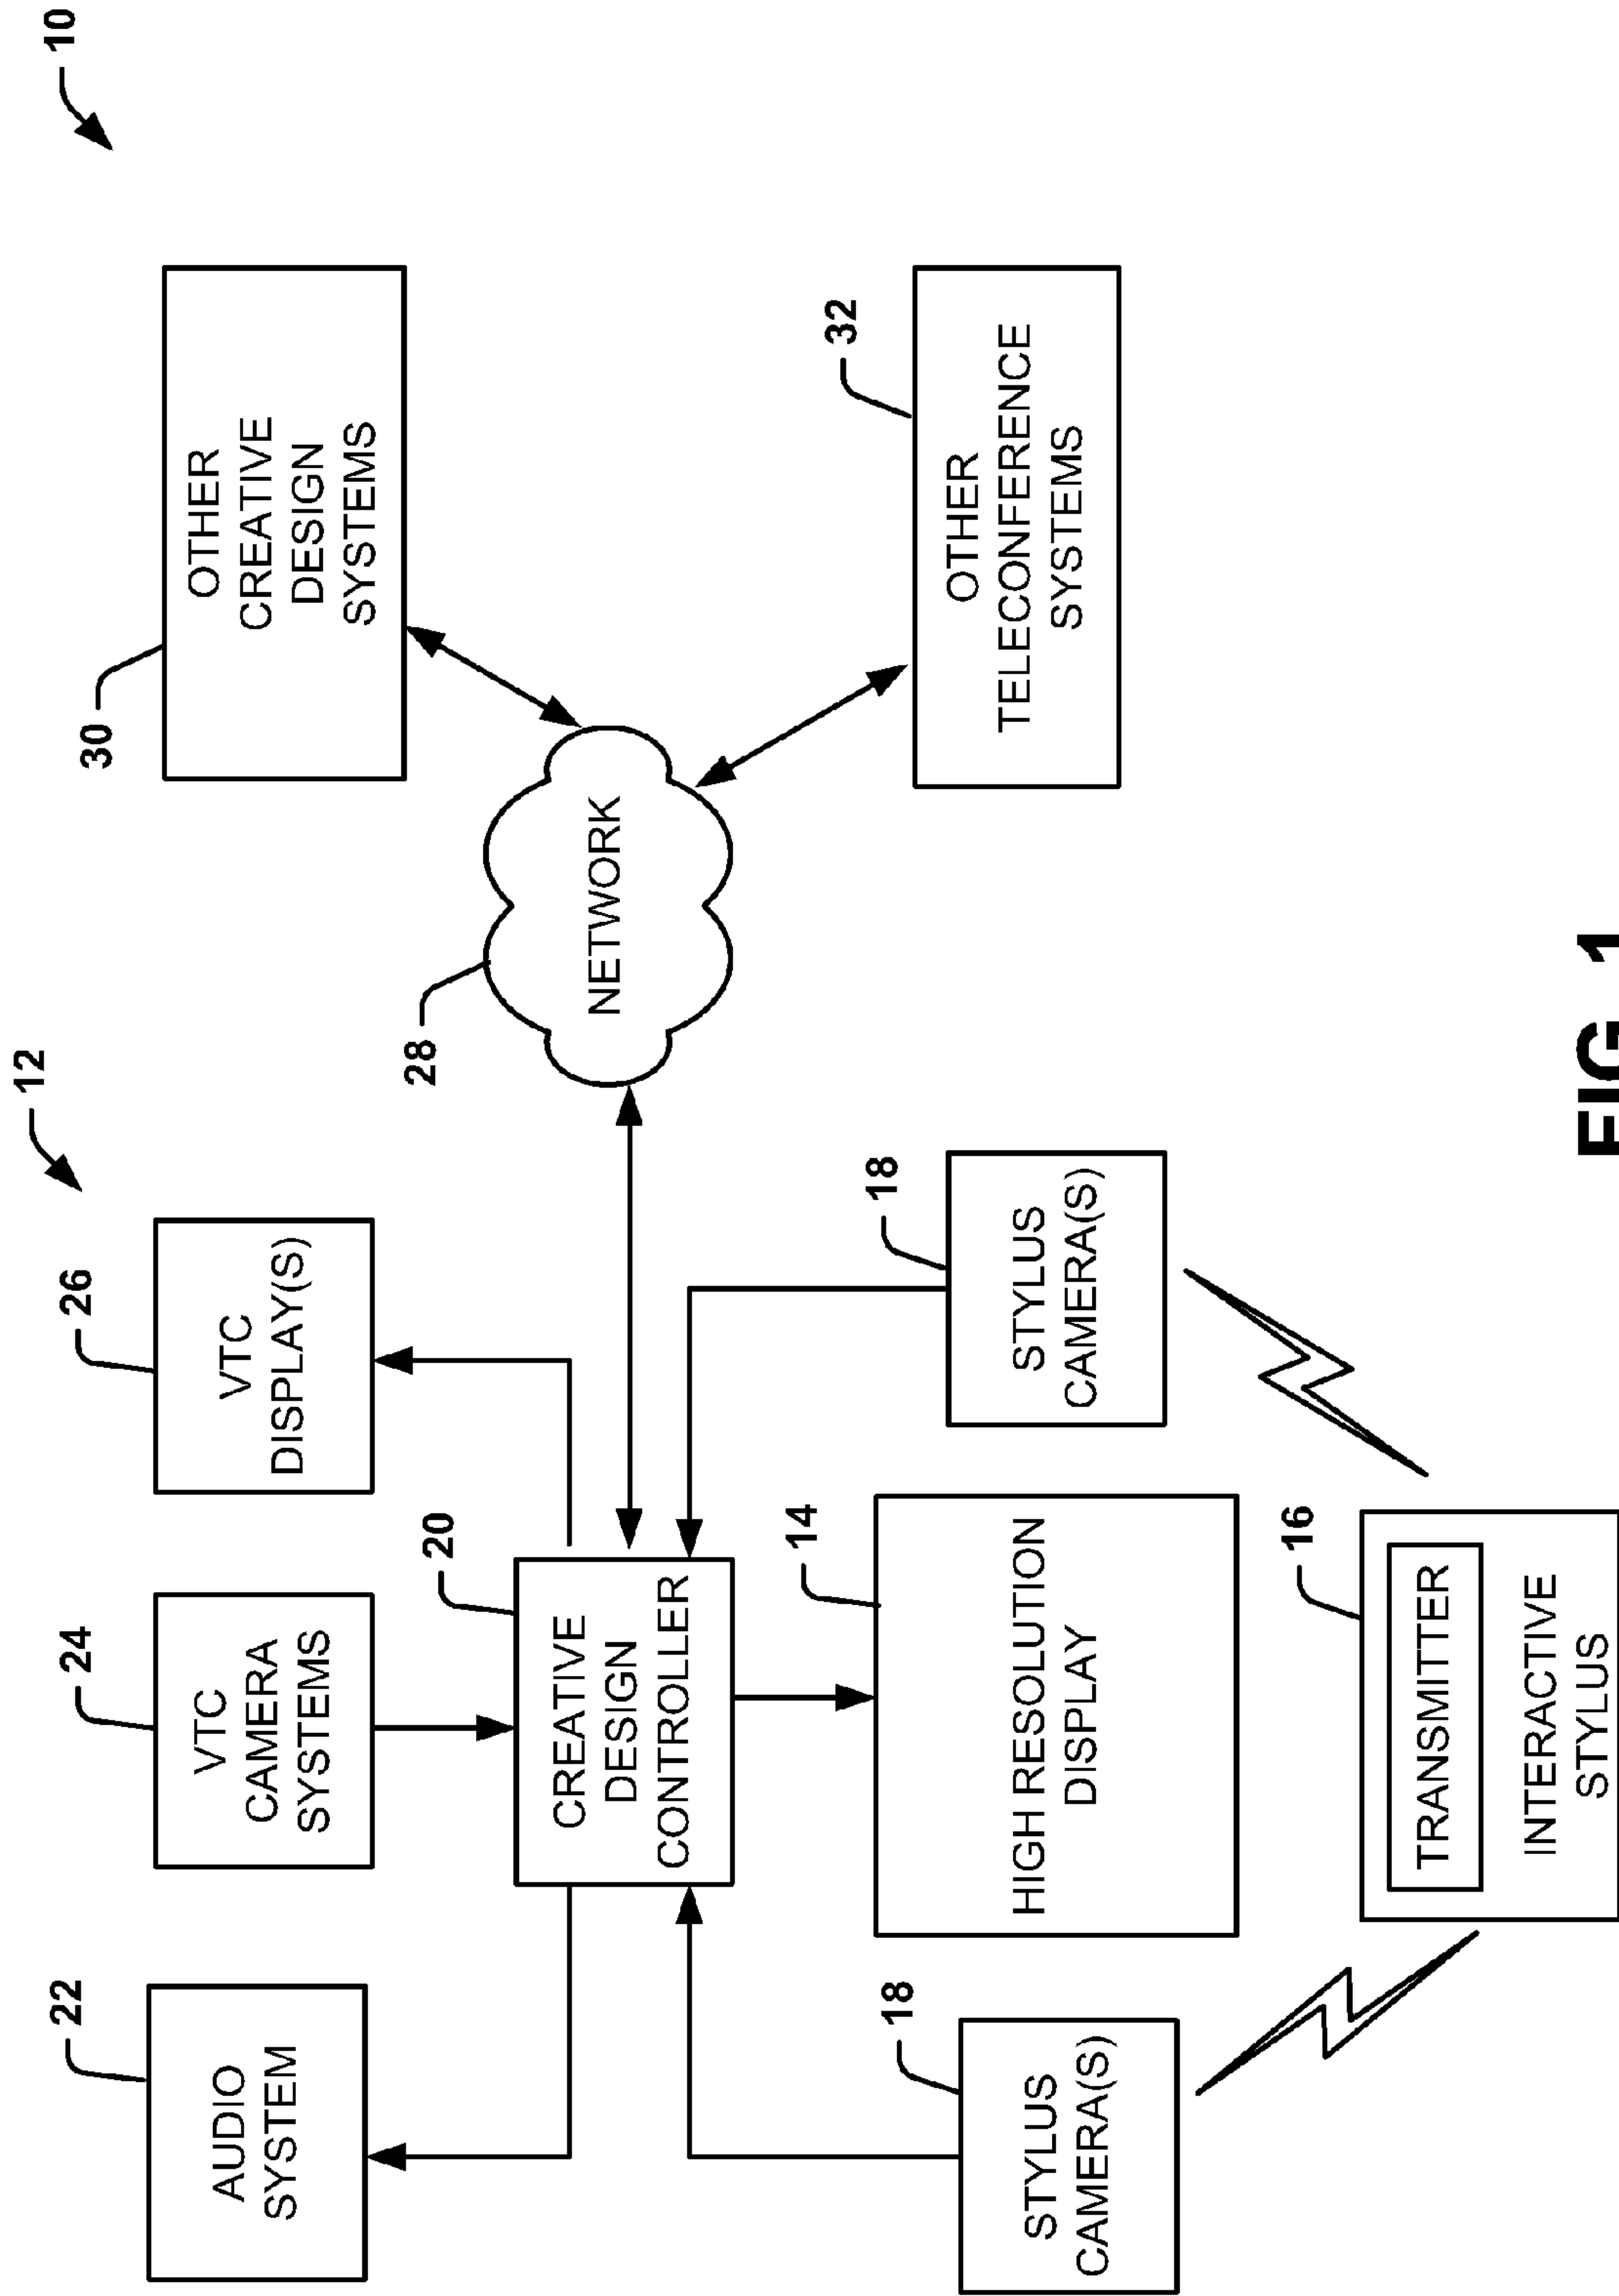 10
12
22
AUDIO
SYSTEM
24
VTC
CAMERA
SYSTEMS
26
VTC
DISPLAY(S)
30
OTHER
CREATIVE
DESIGN
SYSTEMS
20
CREATIVE
DESIGN
CONTROLLER
28
NETWORK
18
STYLUS
CAMERA(S)
14
HIGH RESOLUTION
DISPLAY
18
STYLUS
CAMERA(S)
32
OTHER
TELECONFERENCE
SYSTEMS
16
TRANSMITTER
INTERACTIVE
STYLUS
FIG. 1